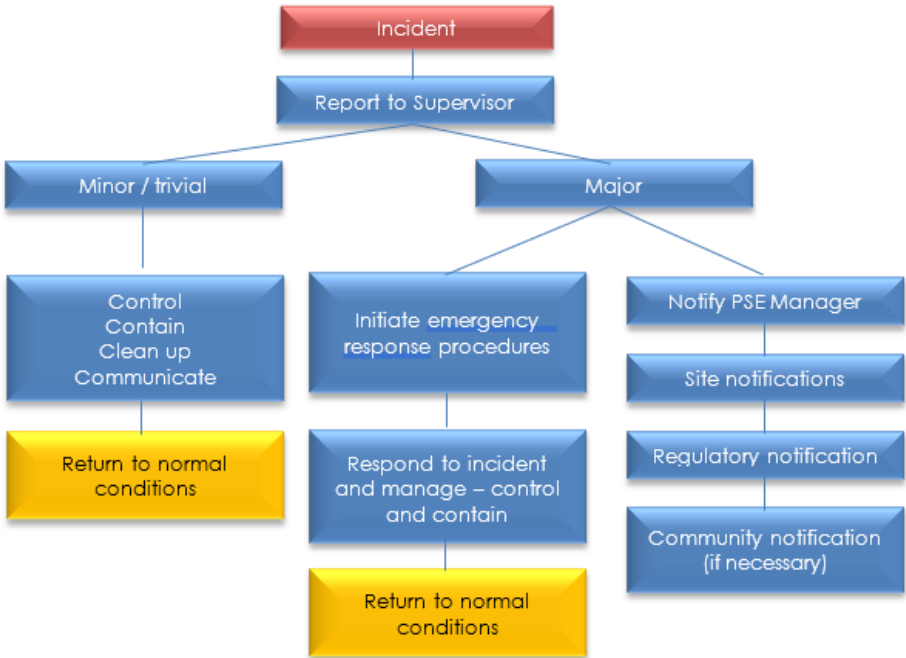 Incident
Report to Supervisor
Minor / trivial
Major
Control
Contain
Clean up
Communicate
Return to normal
conditions
Initiate emergency
response procedures
Respond to incident
and manage – control
and contain
Return to normal
conditions
Notify PSE Manager
Site notifications
Regulatory notification
Community notification
(if necessary)